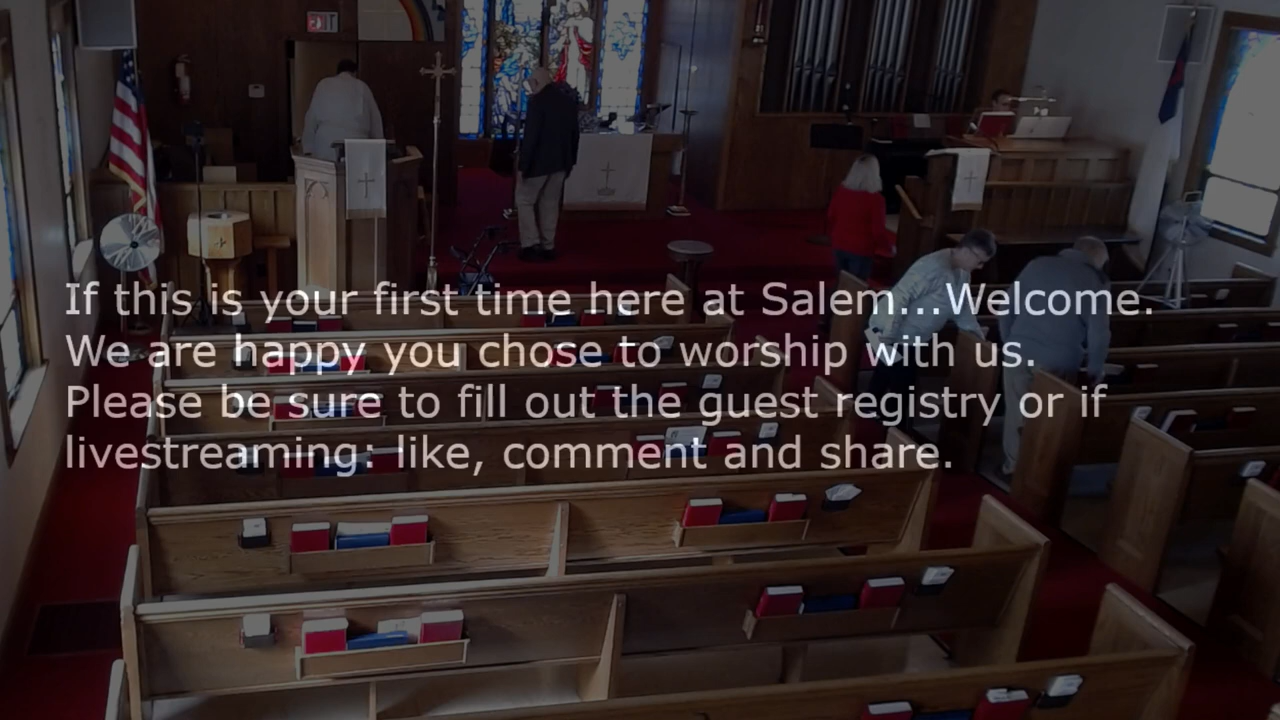 EXIT
If this is your first time here at Salem...Welcome.
We are happy you chose to worship with us.
Please be sure to fill out the guest registry or if
livestreaming: like, comment and share.